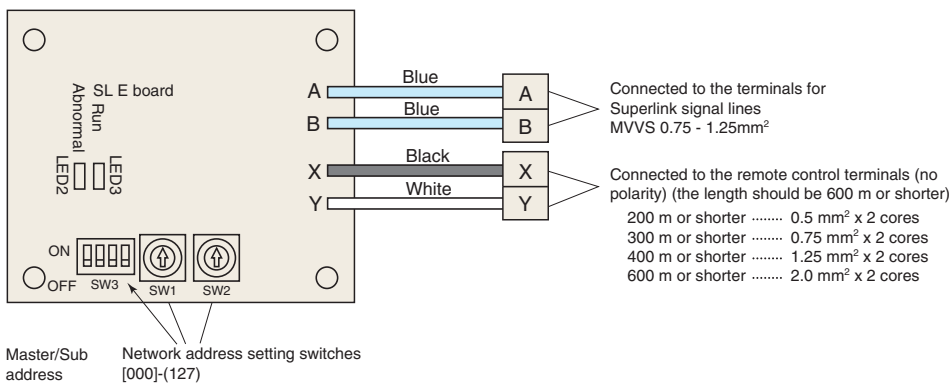 SL E board
Abnormal
Run
LED2
LED3
ON
OFF
SW3
SW1
SW2
A
B
X
Y
Blue
Blue
Black
White
A
B
X
Y
Connected to the terminals for
Superlink signal lines
MVVS 0.75 - 1.25mm²
Connected to the remote control terminals (no
polarity) (the length should be 600 m or shorter)
200 m or shorter ........ 0.5 mm² x 2 cores
300 m or shorter ........ 0.75 mm² x 2 cores
400 m or shorter ........ 1.25 mm² x 2 cores
600 m or shorter ........ 2.0 mm² x 2 cores
Master/Sub
address
Network address setting switches
[000]-(127)